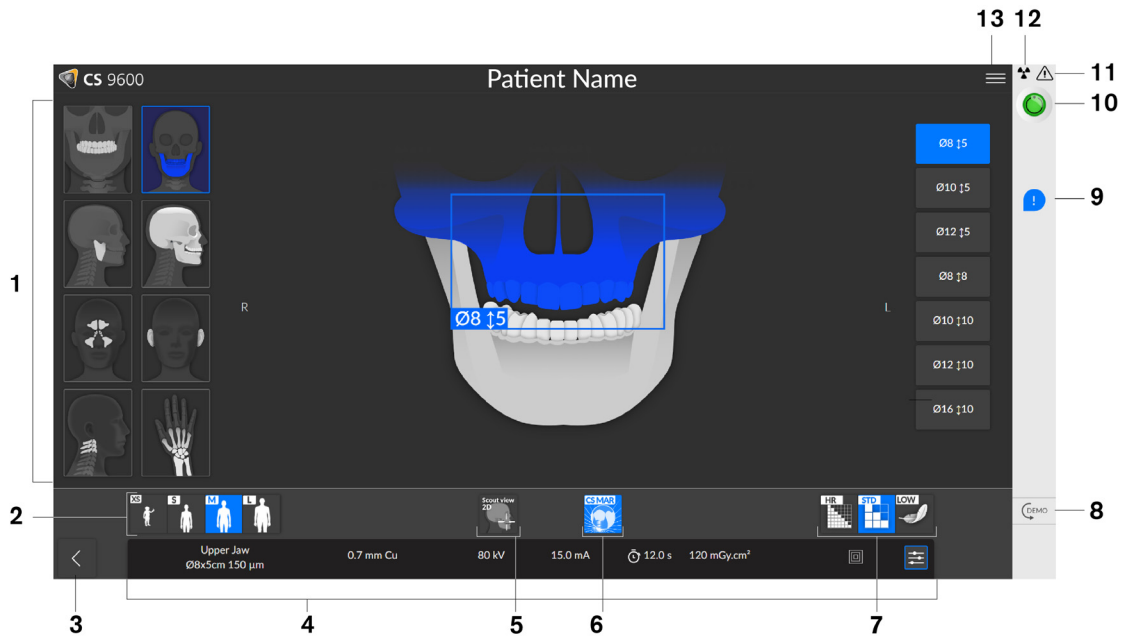 13 12
CS 9600
Patient Name
11
10
Ø8 ↕5
Ø10 ↕5
9
Ø12 ↕5
1
Ø8 ↕8
R
L
Ø8 ↕5
Ø10 ↕10
Ø12 ↕10
Ø16 ↕10
2
XS
S
M
L
Scout view
2D
CS MAR
HR
STD
LOW
DEMO
8
Upper Jaw
Ø8x5cm 150 µm
0.7 mm Cu
80 kV
15.0 mA
12.0 s
120 mGy.cm²
3
4
5
6
7